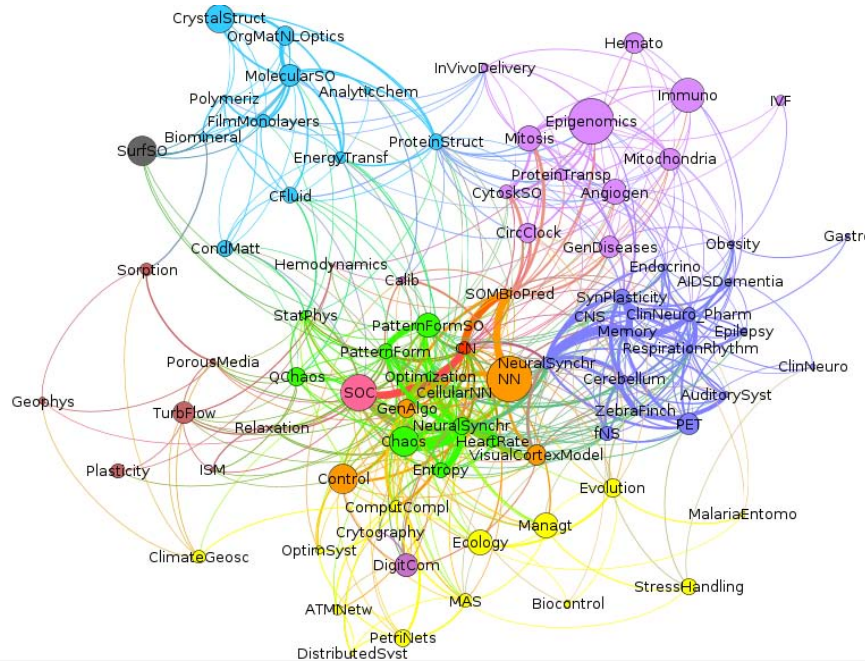 CrystalStruct
OrgMatNLOptics
Hemato
InVivoDelivery
MolecularSO
AnalyticChem
Immuno
IVF
Polymeriz
FilmMonolayers
Epigenomics
Biomineral
SurfSO
EnergyTransf
ProteinStruct
Mitosis
Mitochondria
ProteinTransp
CytoskSO
Angiogen
CFluid
CircClock
CondMatt
GenDiseases
Obesity
Gastro
Sorption
Hemodynamics
Calib
Endocrino
AIDSDementia
SOMBioPred
SynPlasticity
StatPhys
PatternFormSO
CNS
ClinNeuro_Pharm
Memory
Epilepsy
CN
RespirationRhythm
PatternForm
PorousMedia
NeuralSynchr
ClinNeuro
QChaos
Optimization
NN
Cerebellum
SOC
CellularNN
AuditorySyst
Geophys
GenAlgo
TurbFlow
ZebraFinch
Relaxation
NeuralSynchr
PET
Chaos
HeartRate
fNS
VisualCortexModel
Plasticity
ISM
Entropy
Control
Evolution
ComputCompl
MalariaEntomo
Crytography
Managt
Ecology
OptimSyst
ClimateGeosc
DigitCom
StressHandling
ATMNetw
MAS
Biocontrol
PetriNets
DistributedSyst